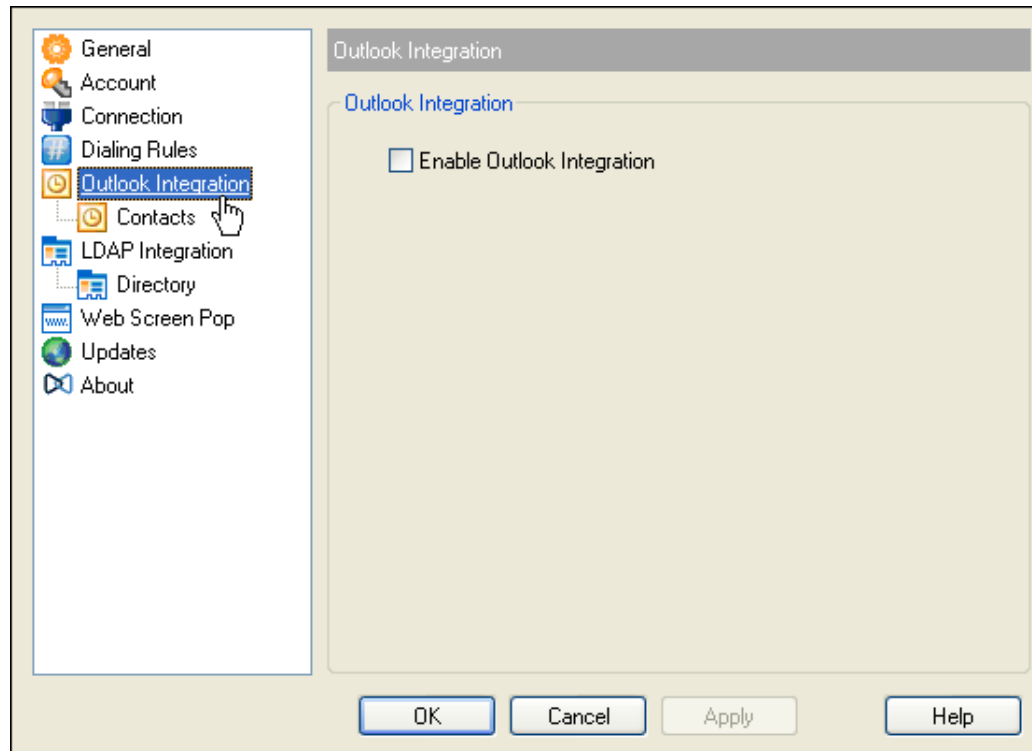 General
Account
Connection
Dialing Rules
Outlook Integration
Contacts
LDAP Integration
Directory
www.
Web Screen Pop
Updates
About
Outlook Integration
Outlook Integration
Enable Outlook Integration
OK
Cancel
Apply
Help